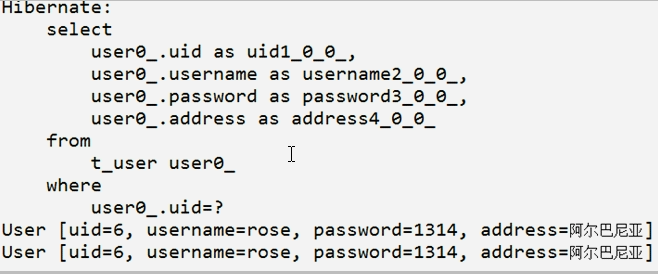 Hibernate:
    select
        user0_.uid as uid1_0_0_,
        user0_.username as username2_0_0_,
        user0_.password as password3_0_0_,
        user0_.address as address4_0_0_
    from
        t_user user0_
    where
        user0_.uid=?
User [uid=6, username=rose, password=1314, address=阿尔巴尼亚]
User [uid=6, username=rose, password=1314, address=阿尔巴尼亚]